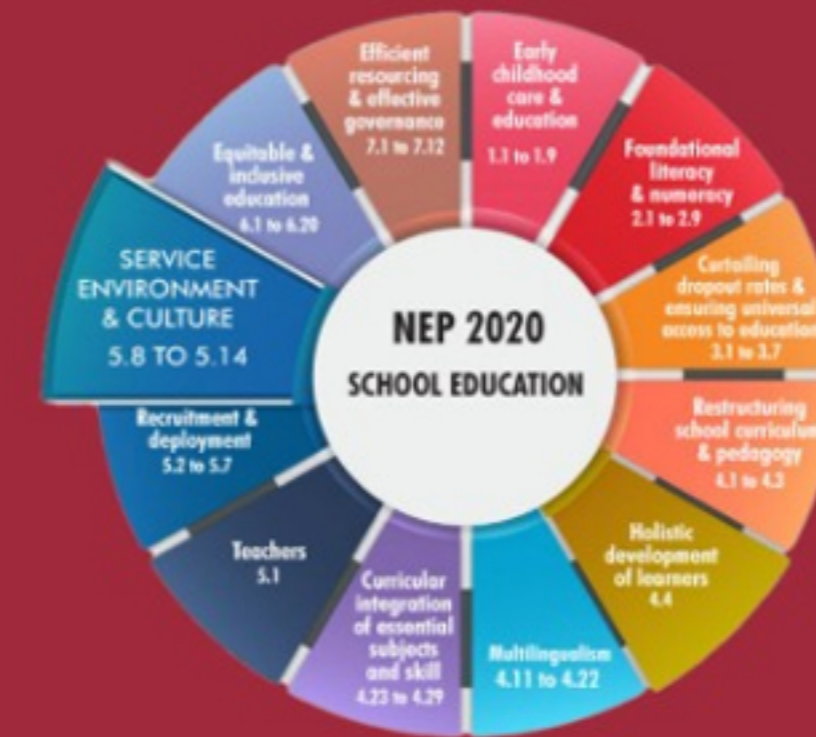 Efficient
resourcing
& effective
governance
7.1 to 7.12
Early
childhood
care &
education
1.1 to 1.9
Foundational
literacy
& numeracy
2.1 to 2.9
Curtailing
dropout rates &
ensuring universal
access to education
3.1 to 3.7
Restructuring
school curriculum
& pedagogy
4.1 to 4.3
Holistic
development
of learners
4.4
Multilingualism
4.11 to 4.22
Curricular
integration
of essential
subjects
and skill
4.23 to 4.29
Teachers
5.1
Recruitment &
deployment
5.2 to 5.7
SERVICE
ENVIRONMENT
& CULTURE
5.8 TO 5.14
Equitable &
inclusive
education
6.1 to 6.20
NEP 2020
SCHOOL EDUCATION